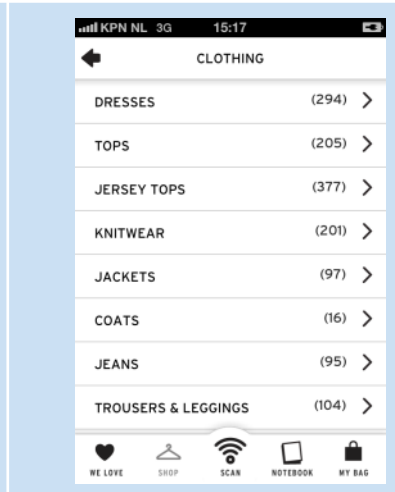 KPN NL 3G 15:17
CLOTHING
DRESSES (294)
TOPS (205)
JERSEY TOPS (377)
KNITWEAR (201)
JACKETS (97)
COATS (16)
JEANS (95)
TROUSERS & LEGGINGS (104)
WE LOVE SHOP SCAN NOTEBOOK MY BAG